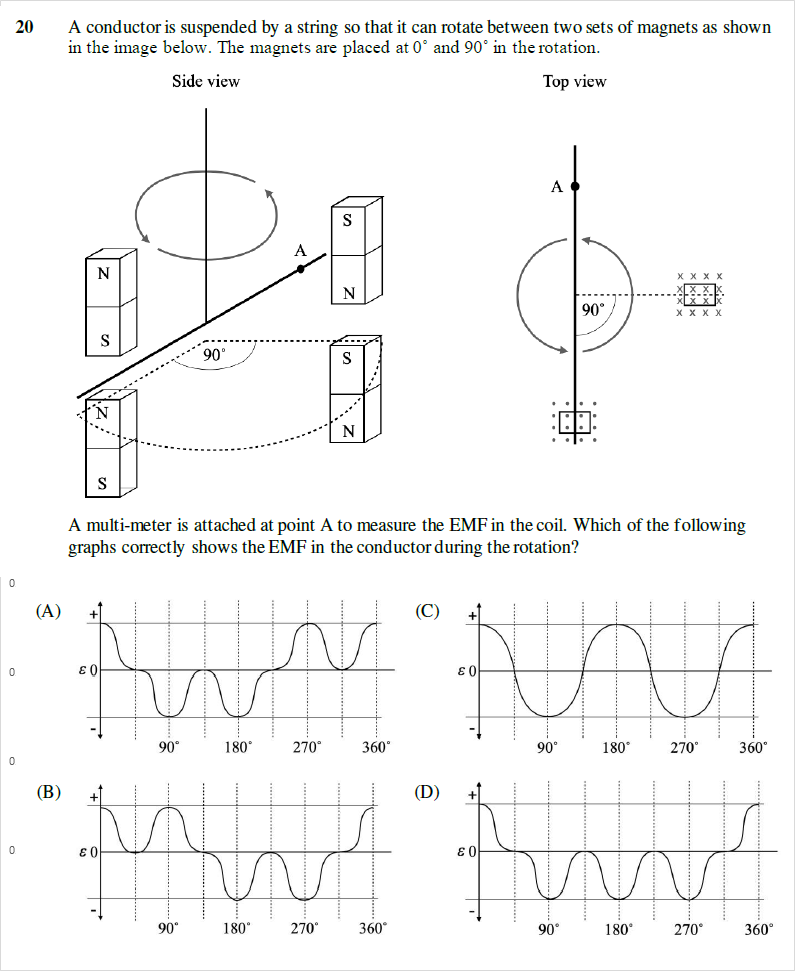 20 A conductor is suspended by a string so that it can rotate between two sets of magnets as shown
in the image below. The magnets are placed at 0° and 90° in the rotation.
Side view
Top view
A
S
N
N
S
90°
S
N
N
S
A
90°
x x x x
x x x x
x x x x
x x x x
A multi-meter is attached at point A to measure the EMF in the coil. Which of the following
graphs correctly shows the EMF in the conductor during the rotation?
(A)
+
ε 0
-
90° 180° 270° 360°
(C)
+
ε 0
-
90° 180° 270° 360°
(B)
+
ε 0
-
90° 180° 270° 360°
(D)
+
ε 0
-
90° 180° 270° 360°
0
0
0
0